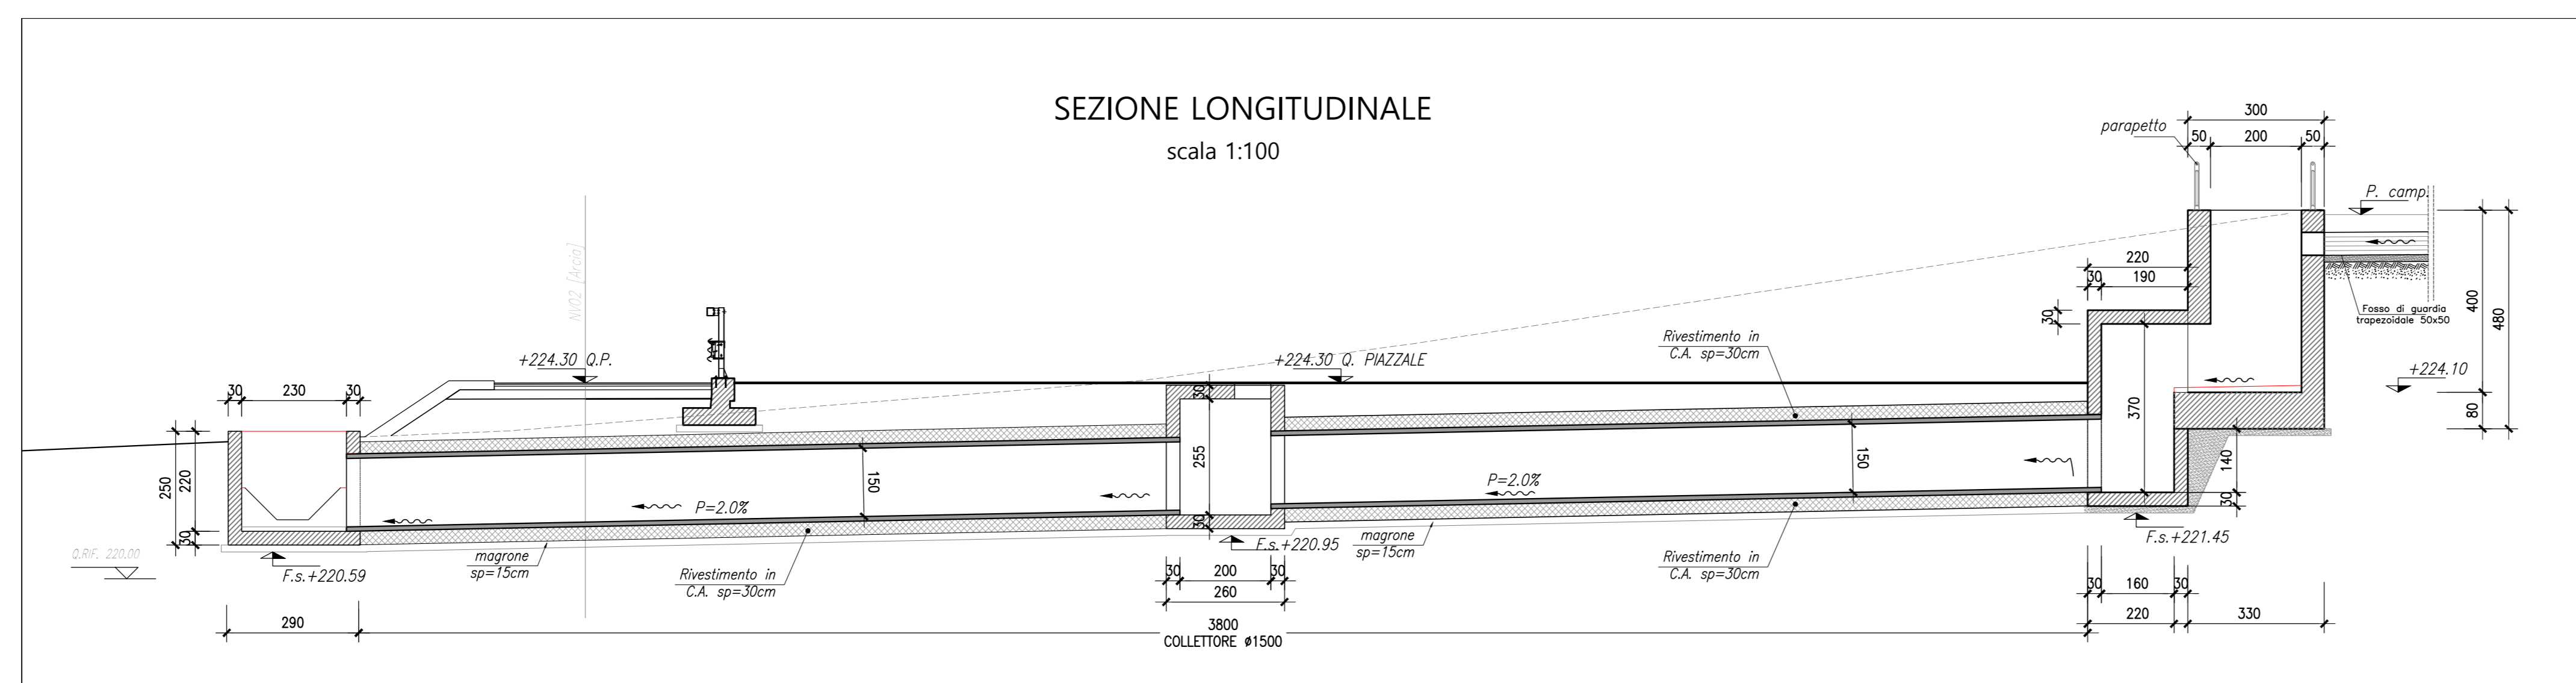 SEZIONE LONGITUDINALE
scala 1:100
300
parapetto
50 200 50
P. camp.
220
30 190
NV02 [Arcia]
30
Fosso di guardia
trapezoidale 50x50
400
480
Rivestimento in
C.A. sp=30cm
+224.30 Q.P.
+224.30 Q. PIAZZALE
+224.10
30 230 30
30
370
80
250
220
30
150
255
150
140
30
P=2.0%
P=2.0%
30
Q.RIF. 220.00
F.s.+220.59
magrone
sp=15cm
Rivestimento in
C.A. sp=30cm
F.s.+220.95
magrone
sp=15cm
Rivestimento in
C.A. sp=30cm
F.s.+221.45
30 200 30
260
30 160 30
290
3800
COLLETTORE ø1500
220
330